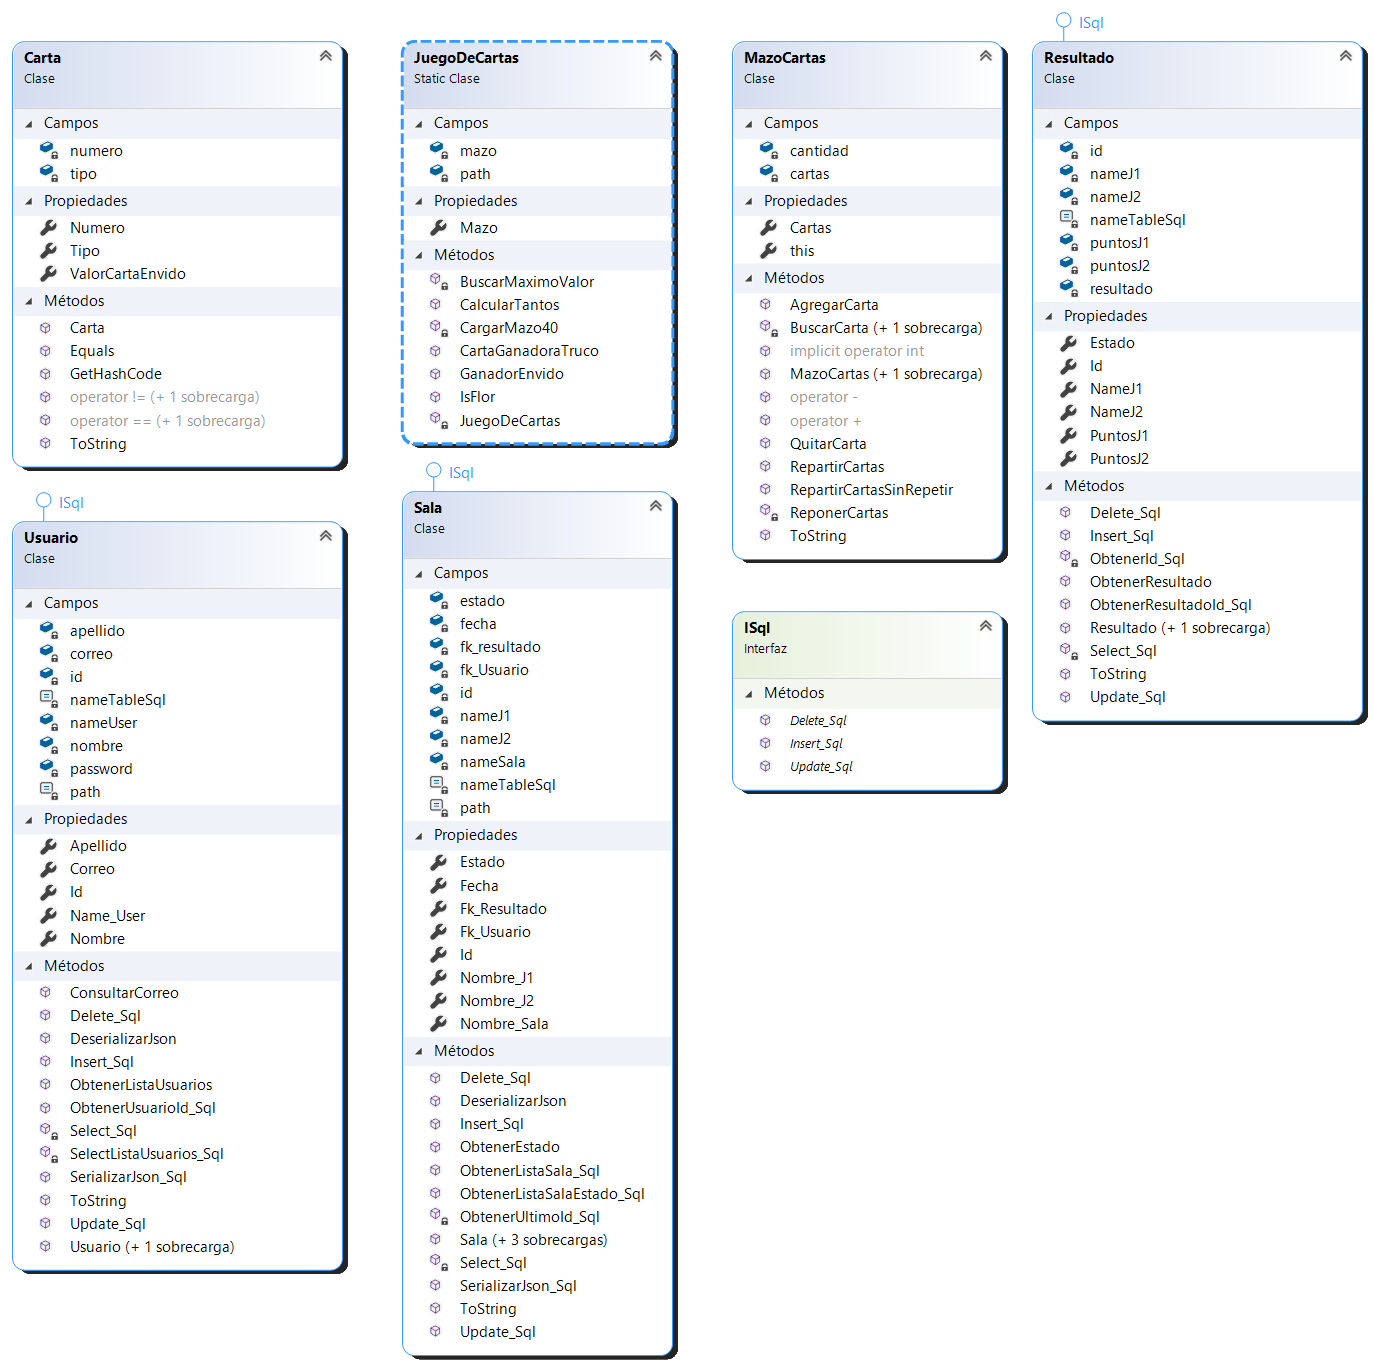 Carta
Clase
Campos
numero
tipo
Propiedades
Numero
Tipo
ValorCartaEnvido
Métodos
Carta
Equals
GetHashCode
operator != (+ 1 sobrecarga)
operator == (+ 1 sobrecarga)
ToString
ISql
Usuario
Clase
Campos
apellido
correo
id
nameTableSql
nameUser
nombre
password
path
Propiedades
Apellido
Correo
Id
Name_User
Nombre
Métodos
ConsultarCorreo
Delete_Sql
DeserializarJson
Insert_Sql
ObtenerListaUsuarios
ObtenerUsuarioId_Sql
Select_Sql
SelectListaUsuarios_Sql
SerializarJson_Sql
ToString
Update_Sql
Usuario (+ 1 sobrecarga)
JuegoDeCartas
Static Clase
Campos
mazo
path
Propiedades
Mazo
Métodos
BuscarMaximoValor
CalcularTantos
CargarMazo40
CartaGanadoraTruco
GanadorEnvido
IsFlor
JuegoDeCartas
ISql
Sala
Clase
Campos
estado
fecha
fk_resultado
fk_Usuario
id
nameJ1
nameJ2
nameSala
nameTableSql
path
Propiedades
Estado
Fecha
Fk_Resultado
Fk_Usuario
Id
Nombre_J1
Nombre_J2
Nombre_Sala
Métodos
Delete_Sql
DeserializarJson
Insert_Sql
ObtenerEstado
ObtenerListaSala_Sql
ObtenerListaSalaEstado_Sql
ObtenerUltimoId_Sql
Sala (+ 3 sobrecargas)
Select_Sql
SerializarJson_Sql
ToString
Update_Sql
MazoCartas
Clase
Campos
cantidad
cartas
Propiedades
Cartas
this
Métodos
AgregarCarta
BuscarCarta (+ 1 sobrecarga)
implicit operator int
MazoCartas (+ 1 sobrecarga)
operator -
operator +
QuitarCarta
RepartirCartas
RepartirCartasSinRepetir
ReponerCartas
ToString
ISql
Interfaz
Métodos
Delete_Sql
Insert_Sql
Update_Sql
ISql
Resultado
Clase
Campos
id
nameJ1
nameJ2
nameTableSql
puntosJ1
puntosJ2
resultado
Propiedades
Estado
Id
NameJ1
NameJ2
PuntosJ1
PuntosJ2
Métodos
Delete_Sql
Insert_Sql
ObtenerId_Sql
ObtenerResultado
ObtenerResultadoId_Sql
Resultado (+ 1 sobrecarga)
Select_Sql
ToString
Update_Sql